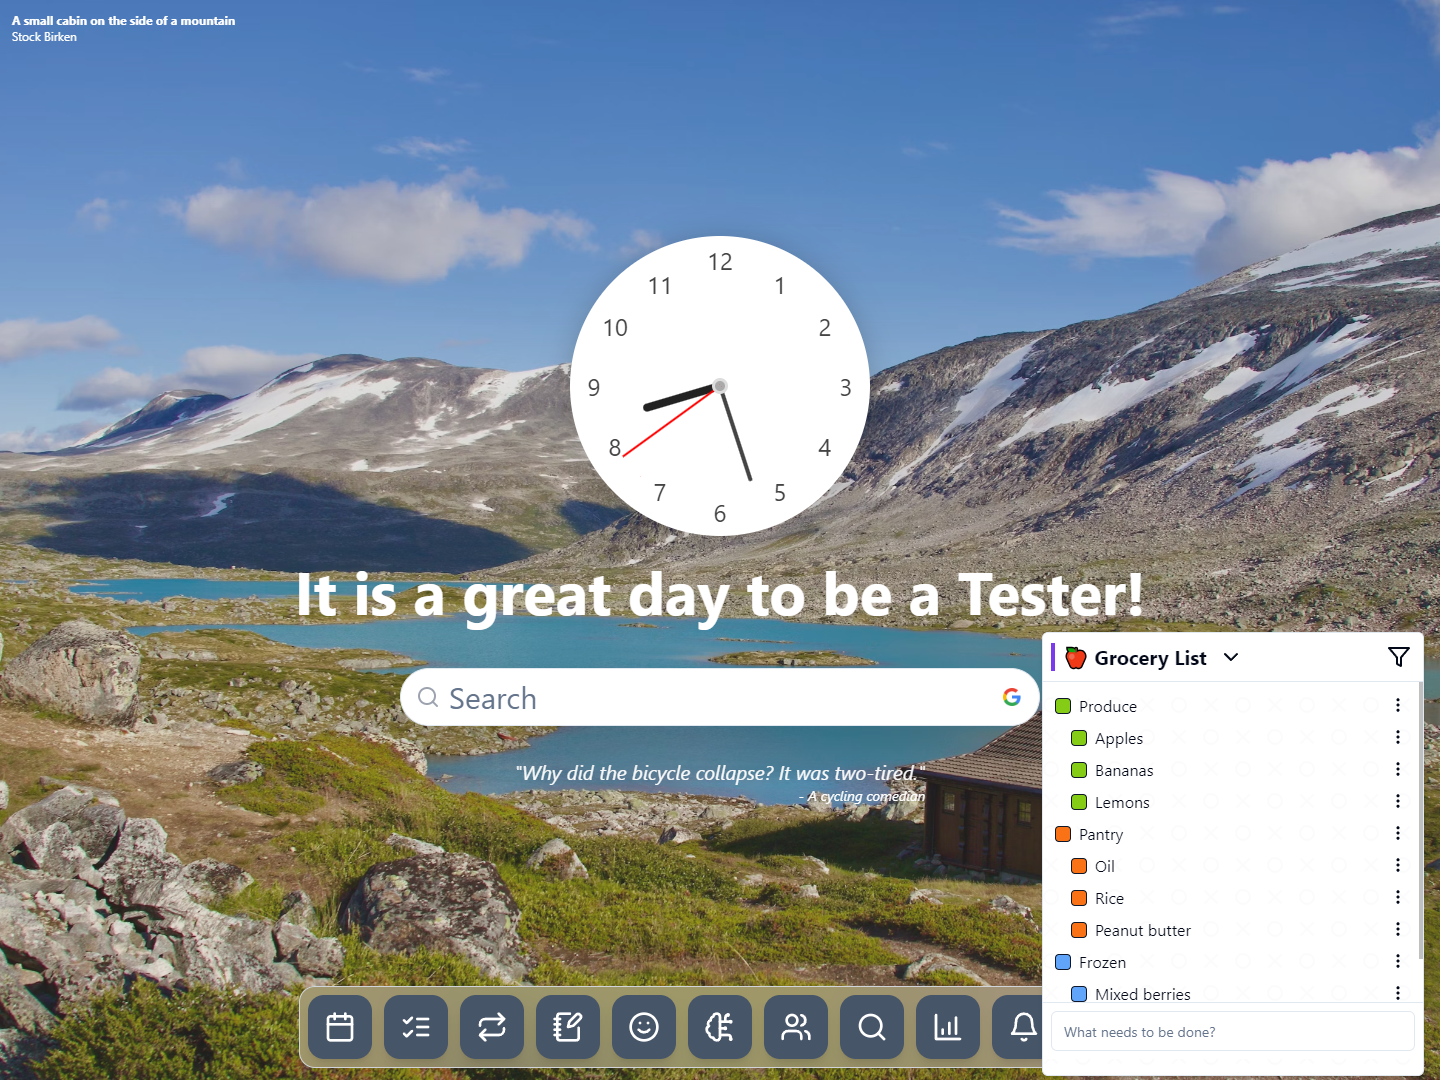 A small cabin on the side of a mountain
Stock Birken
12
1
2
3
4
5
6
7
8
9
10
11
It is a great day to be a Tester!
Search
"Why did the bicycle collapse? It was two-tired."
- A cycling comedian
Grocery List
Produce
Apples
Bananas
Lemons
Pantry
Oil
Rice
Peanut butter
Frozen
Mixed berries
What needs to be done?